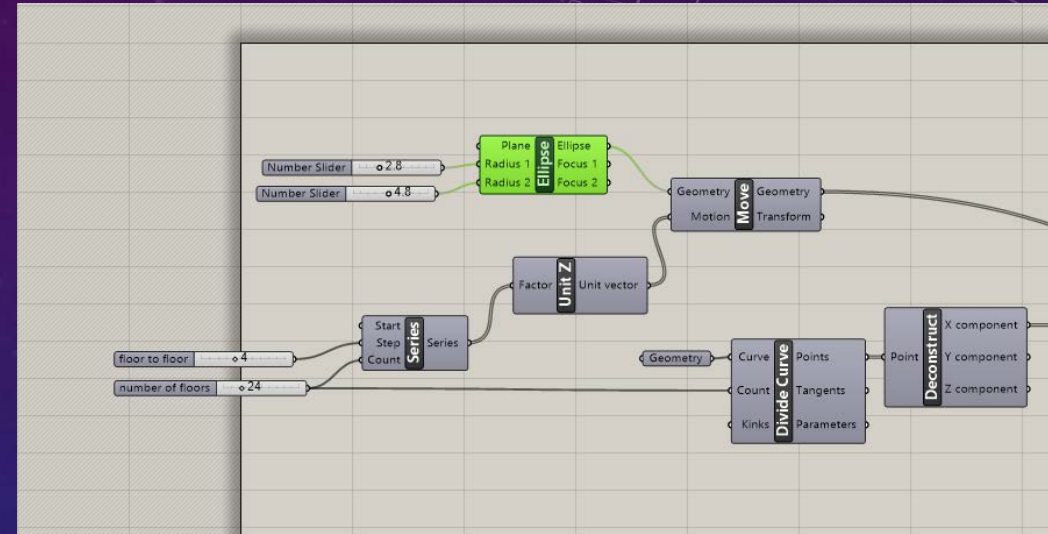 Number Slider 2.8
Number Slider 4.8
Plane Ellipse
Radius 1 Focus 1
Radius 2 Focus 2
Ellipse
Geometry Geometry
Motion Transform
Move
Factor Unit vector
Unit Z
Start
Step Series
Count
Series
floor to floor 4
number of floors 24
Geometry
Curve Points
Count Tangents
Kinks Parameters
Divide Curve
Point
X component
Y component
Z component
Deconstruct